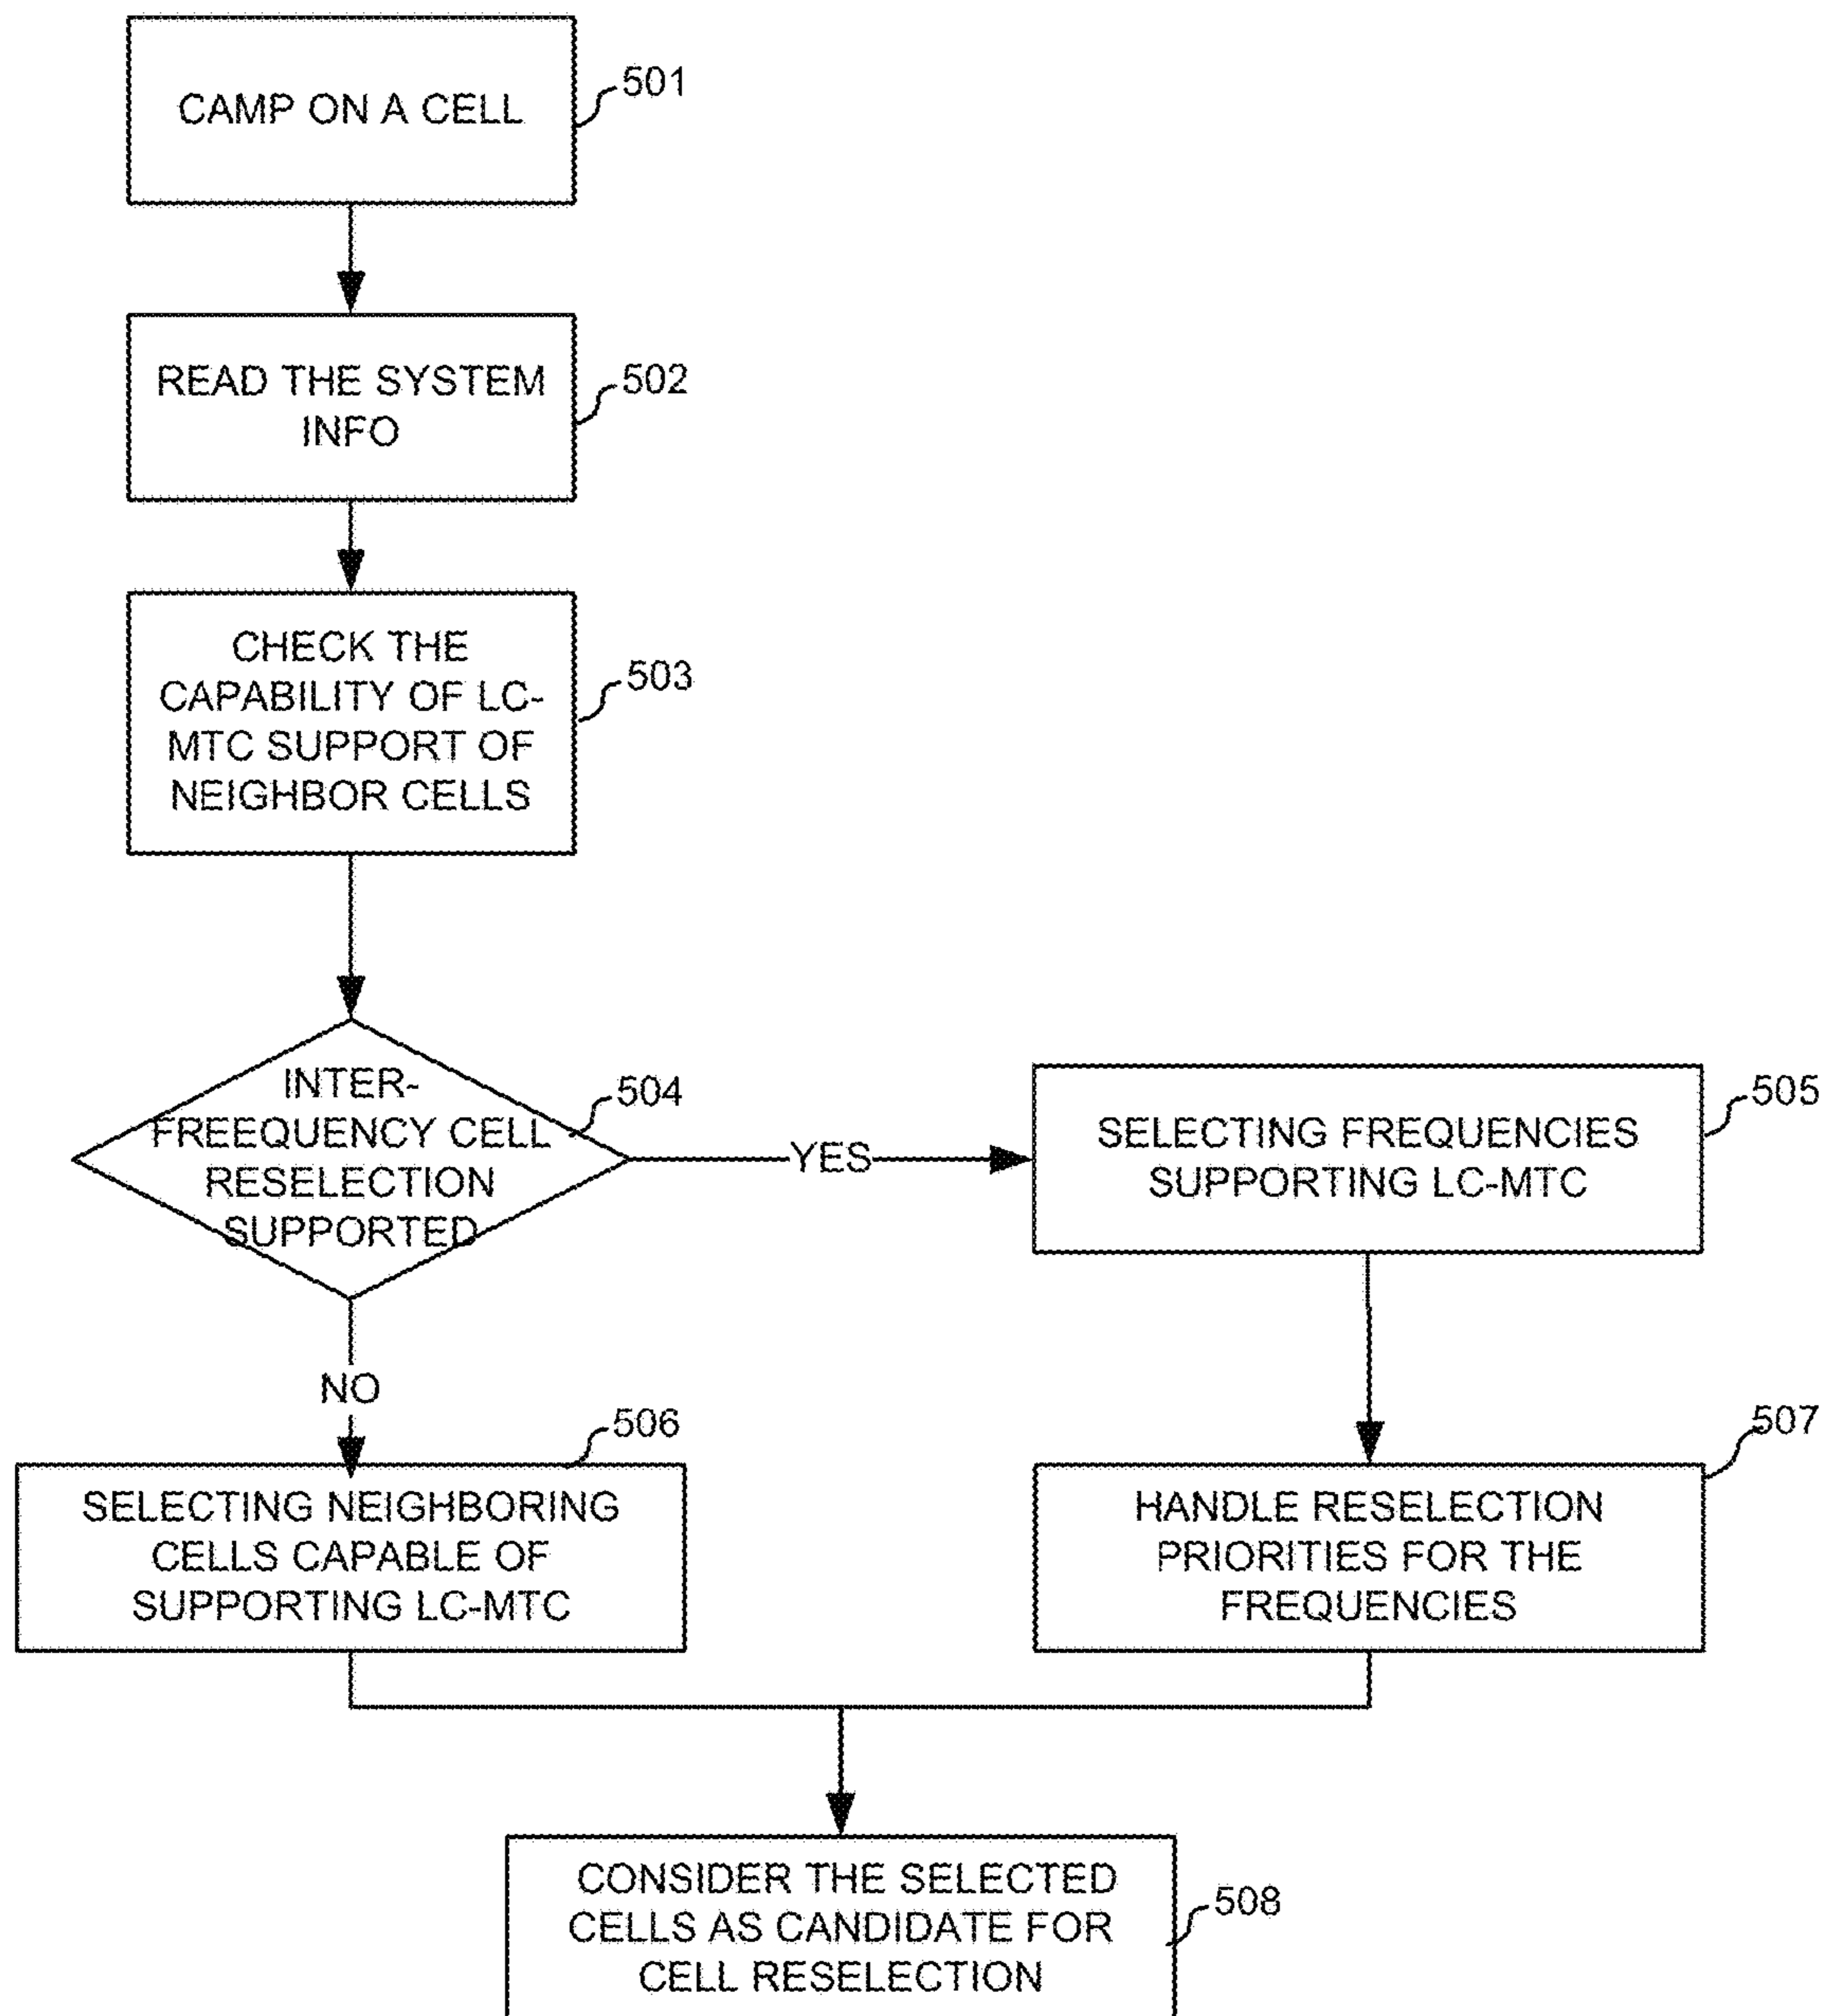 CAMP ON A CELL
501
READ THE SYSTEM
INFO
502
CHECK THE
CAPABILITY OF LC-
MTC SUPPORT OF
NEIGHBOR CELLS
503
INTER-
FREEQUENCY CELL
RESELECTION
SUPPORTED
504
YES
SELECTING FREQUENCIES
SUPPORTING LC-MTC
505
NO
SELECTING NEIGHBORING
CELLS CAPABLE OF
SUPPORTING LC-MTC
506
HANDLE RESELECTION
PRIORITIES FOR THE
FREQUENCIES
507
CONSIDER THE SELECTED
CELLS AS CANDIDATE FOR
CELL RESELECTION
508